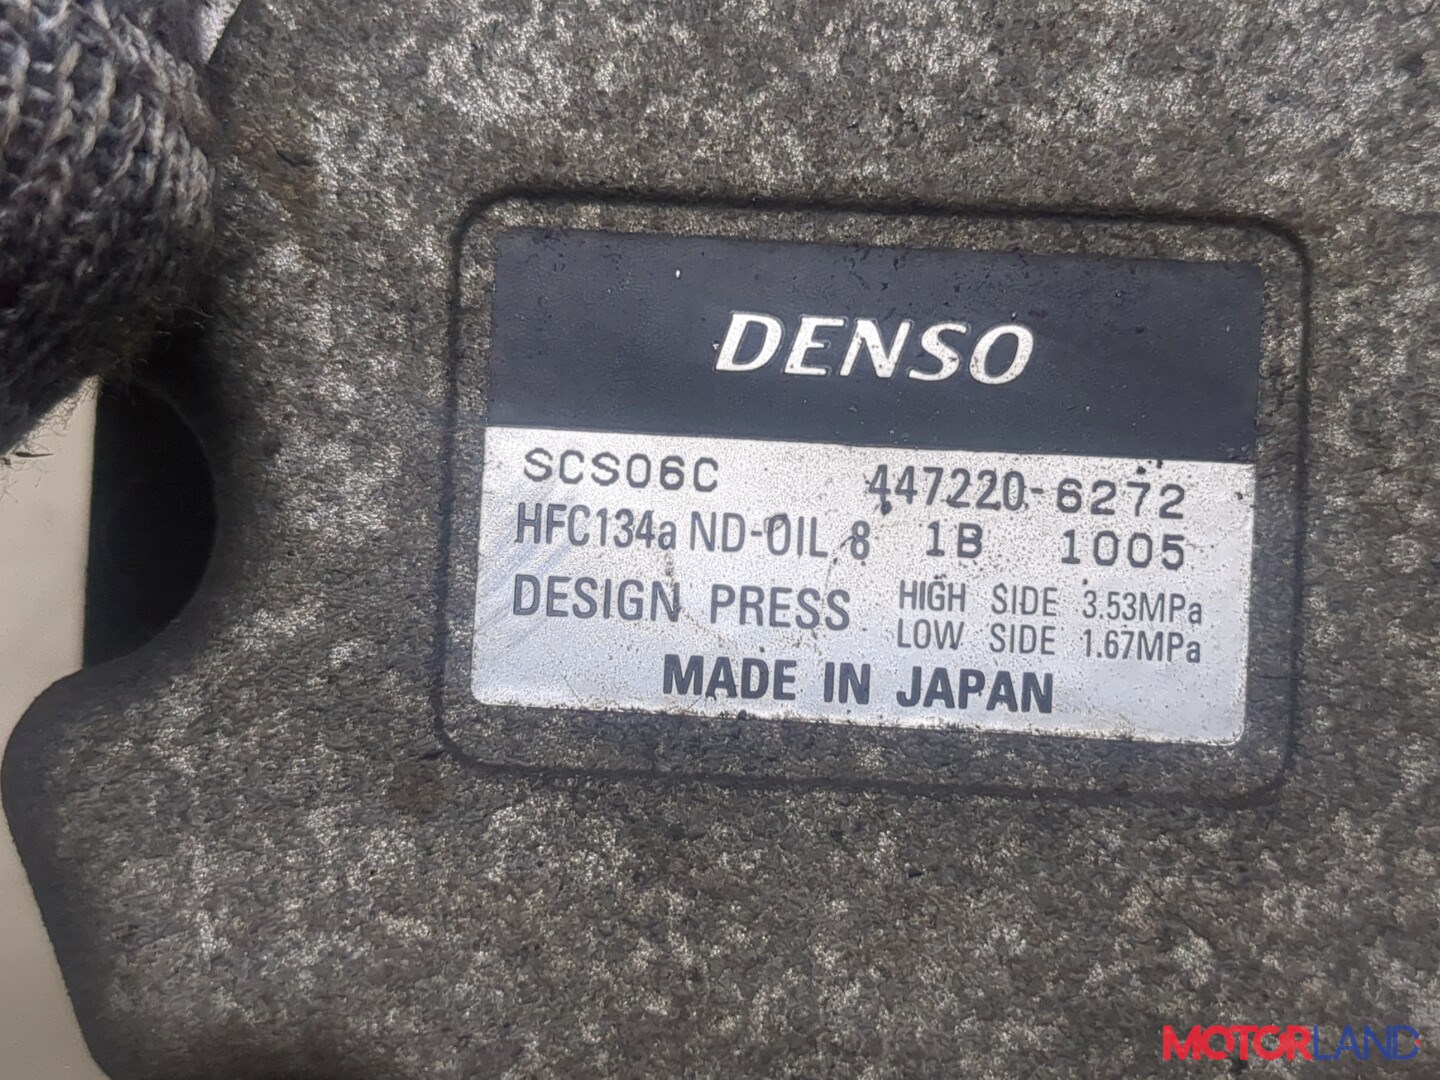 DENSO
SCS06C 447220-6272
HFC134a ND-OIL 8 1B 1005
DESIGN PRESS HIGH SIDE 3.53MPa
LOW SIDE 1.67MPa
MADE IN JAPAN
MOTORLAND